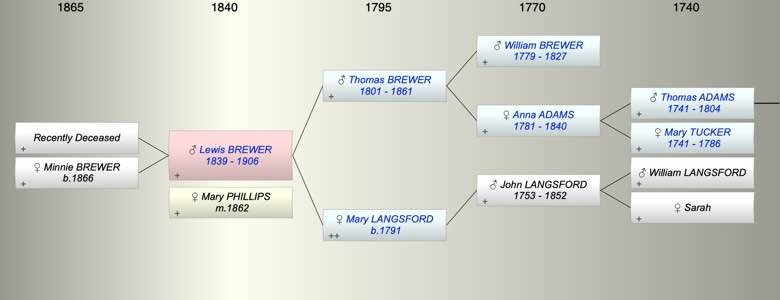 1865
1840
1795
1770
1740
Recently Deceased
+
♀ Minnie BREWER
b.1866
+
♂ Lewis BREWER
1839 - 1906
+
♀ Mary PHILLIPS
m.1862
+
♂ Thomas BREWER
1801 - 1861
+
♀ Mary LANGSFORD
b.1791
++
♂ William BREWER
1779 - 1827
+
♀ Anna ADAMS
1781 - 1840
+
♂ John LANGSFORD
1753 - 1852
+
♂ Thomas ADAMS
1741 - 1804
+
♀ Mary TUCKER
1741 - 1786
+
♂ William LANGSFORD
+
♀ Sarah
+